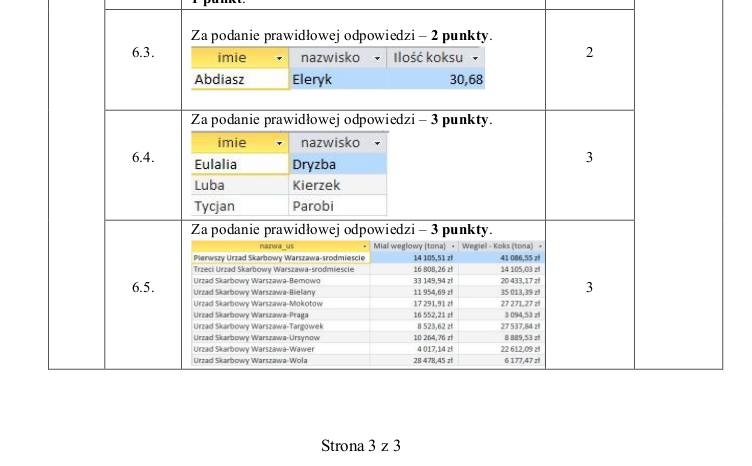 1 punkt.
6.3.
Za podanie prawidłowej odpowiedzi – 2 punkty.
imie nazwisko Ilość koksu
Abdiasz Eleryk 30,68
2
6.4.
Za podanie prawidłowej odpowiedzi – 3 punkty.
imie nazwisko
Eulalia Dryzba
Luba Kierzek
Tycjan Parobi
3
6.5.
Za podanie prawidłowej odpowiedzi – 3 punkty.
nazwa_us Mial weglowy (tona) Wegiel - Koks (tona)
Pierwszy Urzad Skarbowy Warszawa-srodmiescie 14 105,51 zł 41 086,55 zł
Trzeci Urzad Skarbowy Warszawa-srodmiescie 16 808,26 zł 14 105,03 zł
Urzad Skarbowy Warszawa-Bemowo 33 149,94 zł 20 433,17 zł
Urzad Skarbowy Warszawa-Bielany 11 954,69 zł 35 013,39 zł
Urzad Skarbowy Warszawa-Mokotow 17 291,91 zł 27 271,27 zł
Urzad Skarbowy Warszawa-Praga 16 552,21 zł 3 094,53 zł
Urzad Skarbowy Warszawa-Targowek 8 523,62 zł 27 537,84 zł
Urzad Skarbowy Warszawa-Ursynow 10 264,76 zł 8 889,53 zł
Urzad Skarbowy Warszawa-Wawer 4 017,14 zł 22 612,09 zł
Urzad Skarbowy Warszawa-Wola 28 478,45 zł 6 177,47 zł
3
Strona 3 z 3